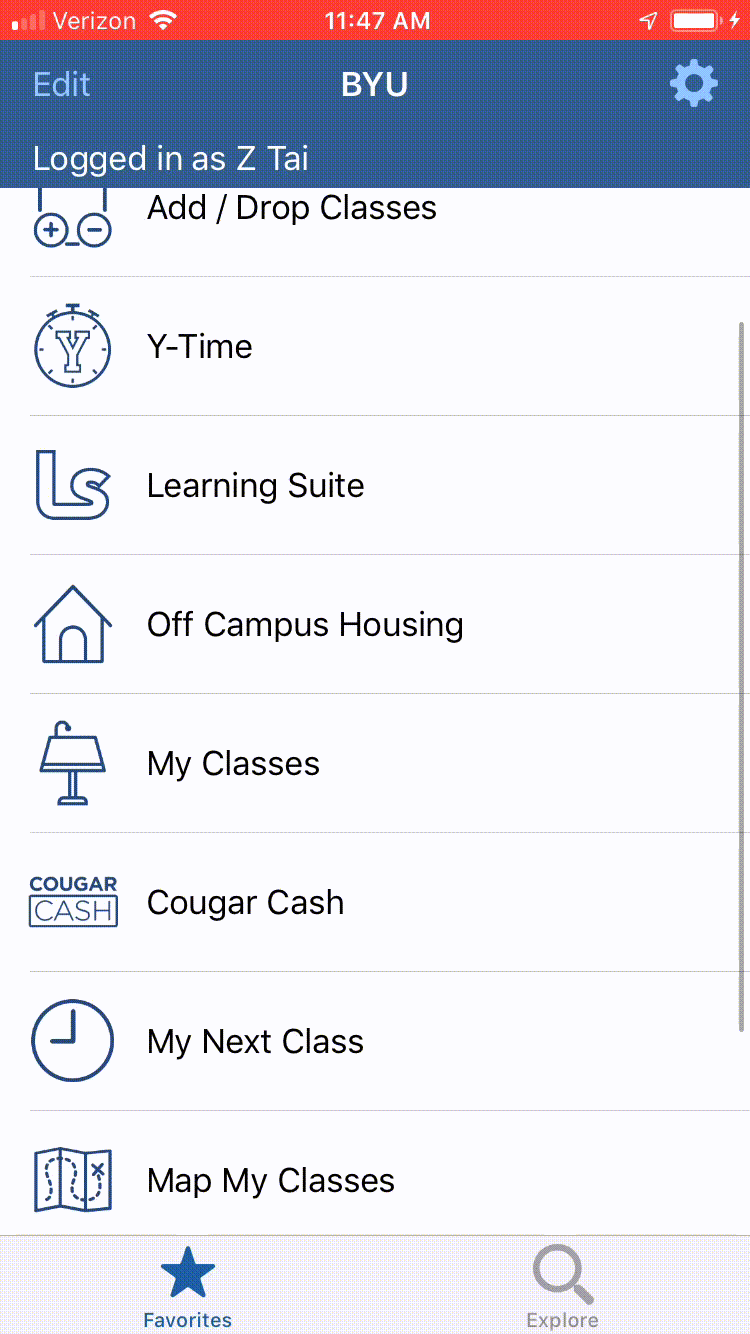 Verizon 11:47 AM
Edit BYU
Logged in as Z Tai
Add / Drop Classes
Y
Y-Time
Ls
Learning Suite
Off Campus Housing
My Classes
COUGAR
CASH
Cougar Cash
My Next Class
Map My Classes
Favorites Explore